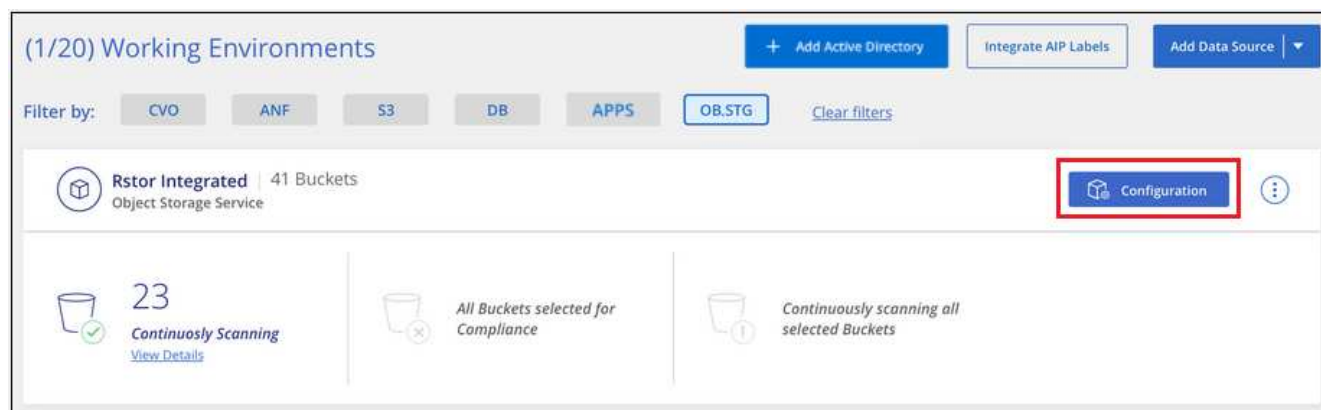 (1/20) Working Environments
+ Add Active Directory
Integrate AIP Labels
Add Data Source
Filter by:
CVO
ANF
S3
DB
APPS
OB.STG
Clear filters
Rstor Integrated | 41 Buckets
Object Storage Service
Configuration
23
Continuosly Scanning
View Details
All Buckets selected for
Compliance
Continuously scanning all
selected Buckets